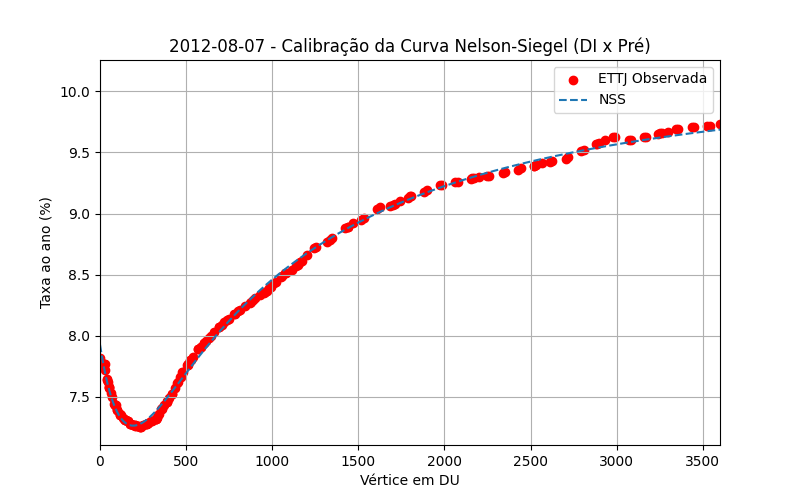 2012-08-07 - Calibração da Curva Nelson-Siegel (DI x Pré)
ETTJ Observada
NSS
Taxa ao ano (%)
10.0
9.5
9.0
8.5
8.0
7.5
0 500 1000 1500 2000 2500 3000 3500
Vértice em DU